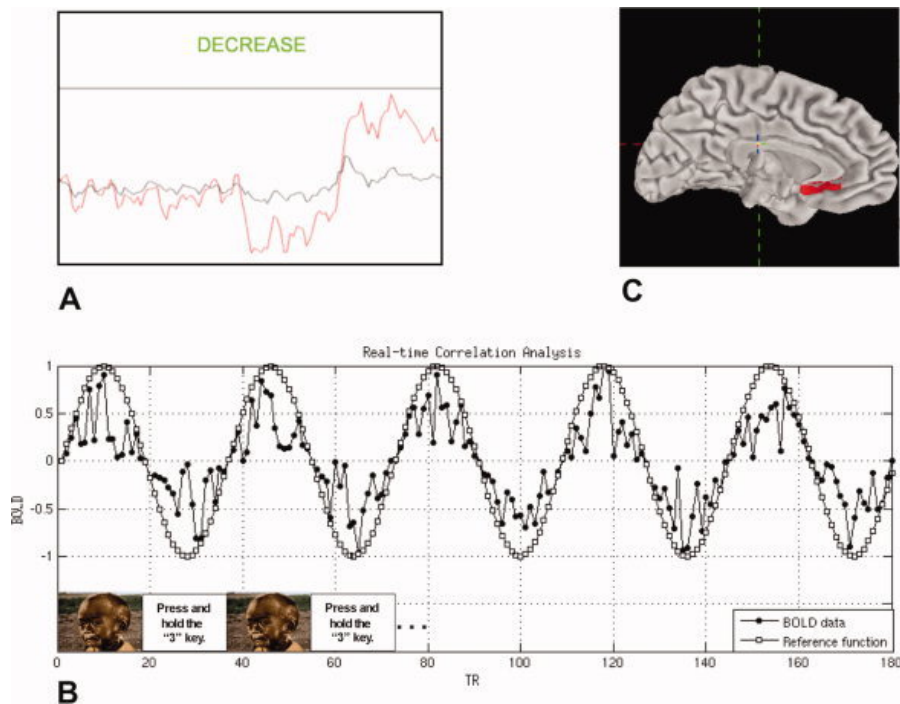 DECREASE
A
C
Real-time Correlation Analysis
1
0.5
0
-0.5
-1
BOLD
Press and
hold the
“3” key.
Press and
hold the
“3” key.
BOLD data
Reference function
0 20 40 60 80 100 120 140 160 180
TR
B